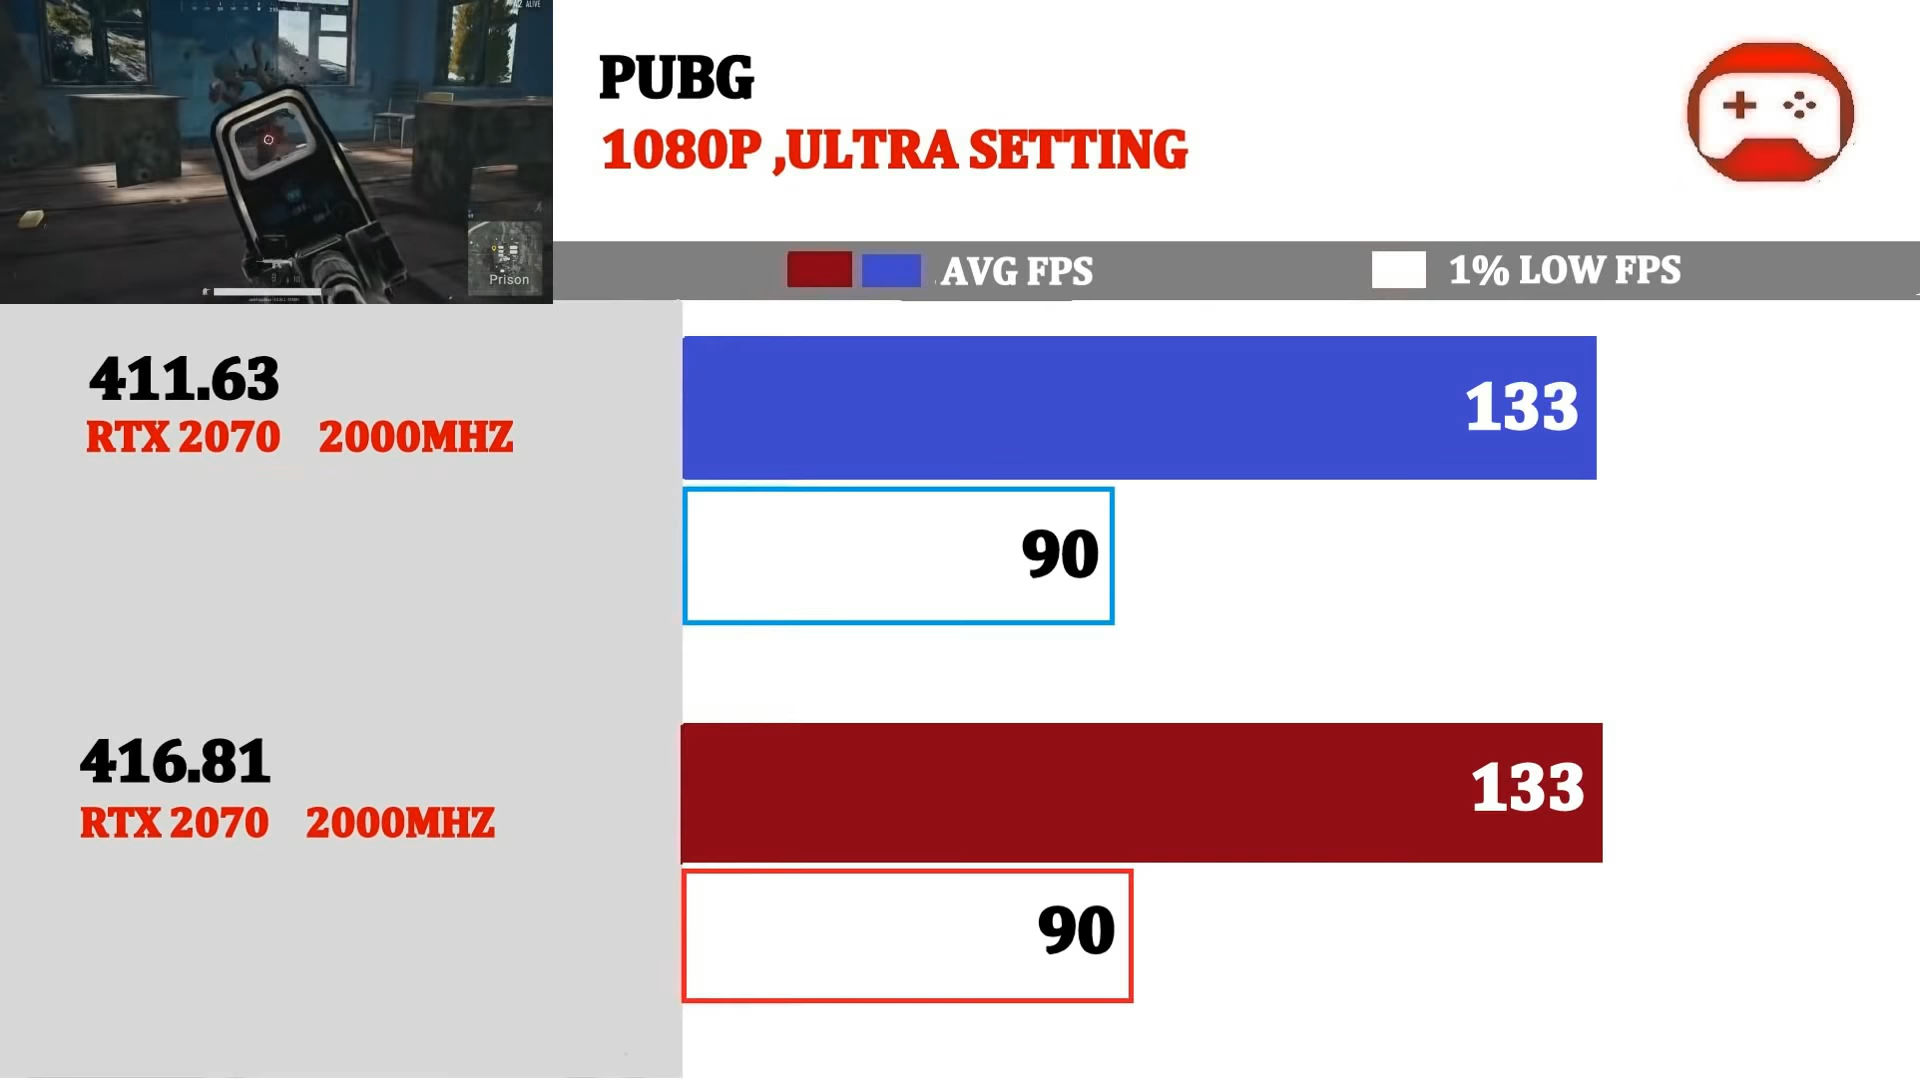 ALIVE
Prison
PUBG
1080P ,ULTRA SETTING
AVG FPS
1% LOW FPS
411.63
RTX 2070 2000MHZ
133
90
416.81
RTX 2070 2000MHZ
133
90